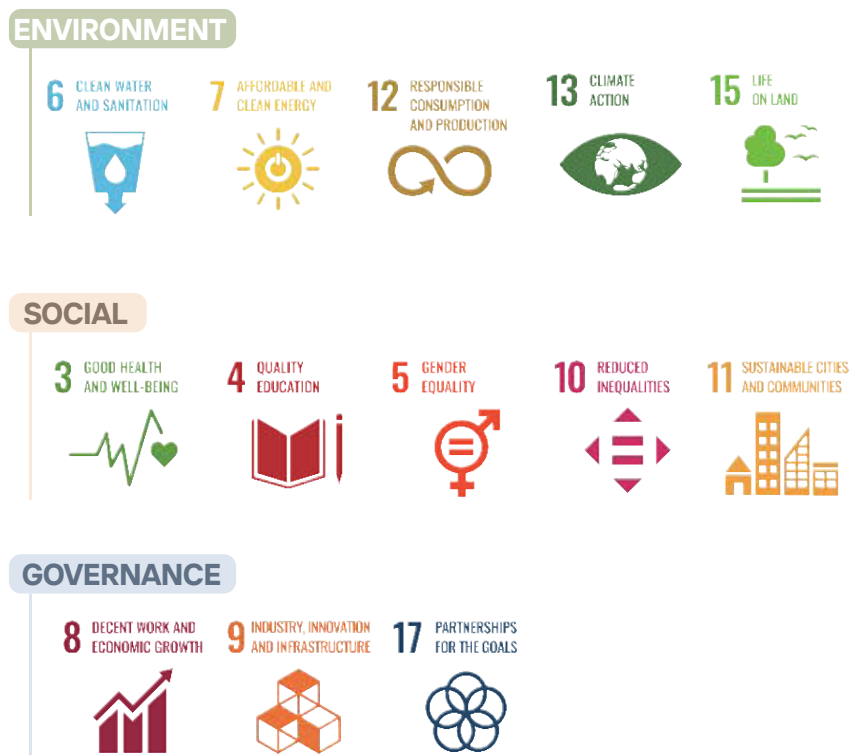 ENVIRONMENT
6 CLEAN WATER
AND SANITATION
7 AFFORDABLE AND
CLEAN ENERGY
12 RESPONSIBLE
CONSUMPTION
AND PRODUCTION
13 CLIMATE
ACTION
15 LIFE
ON LAND
SOCIAL
3 GOOD HEALTH
AND WELL-BEING
4 QUALITY
EDUCATION
5 GENDER
EQUALITY
10 REDUCED
INEQUALITIES
11 SUSTAINABLE CITIES
AND COMMUNITIES
GOVERNANCE
8 DECENT WORK AND
ECONOMIC GROWTH
9 INDUSTRY, INNOVATION
AND INFRASTRUCTURE
17 PARTNERSHIPS
FOR THE GOALS